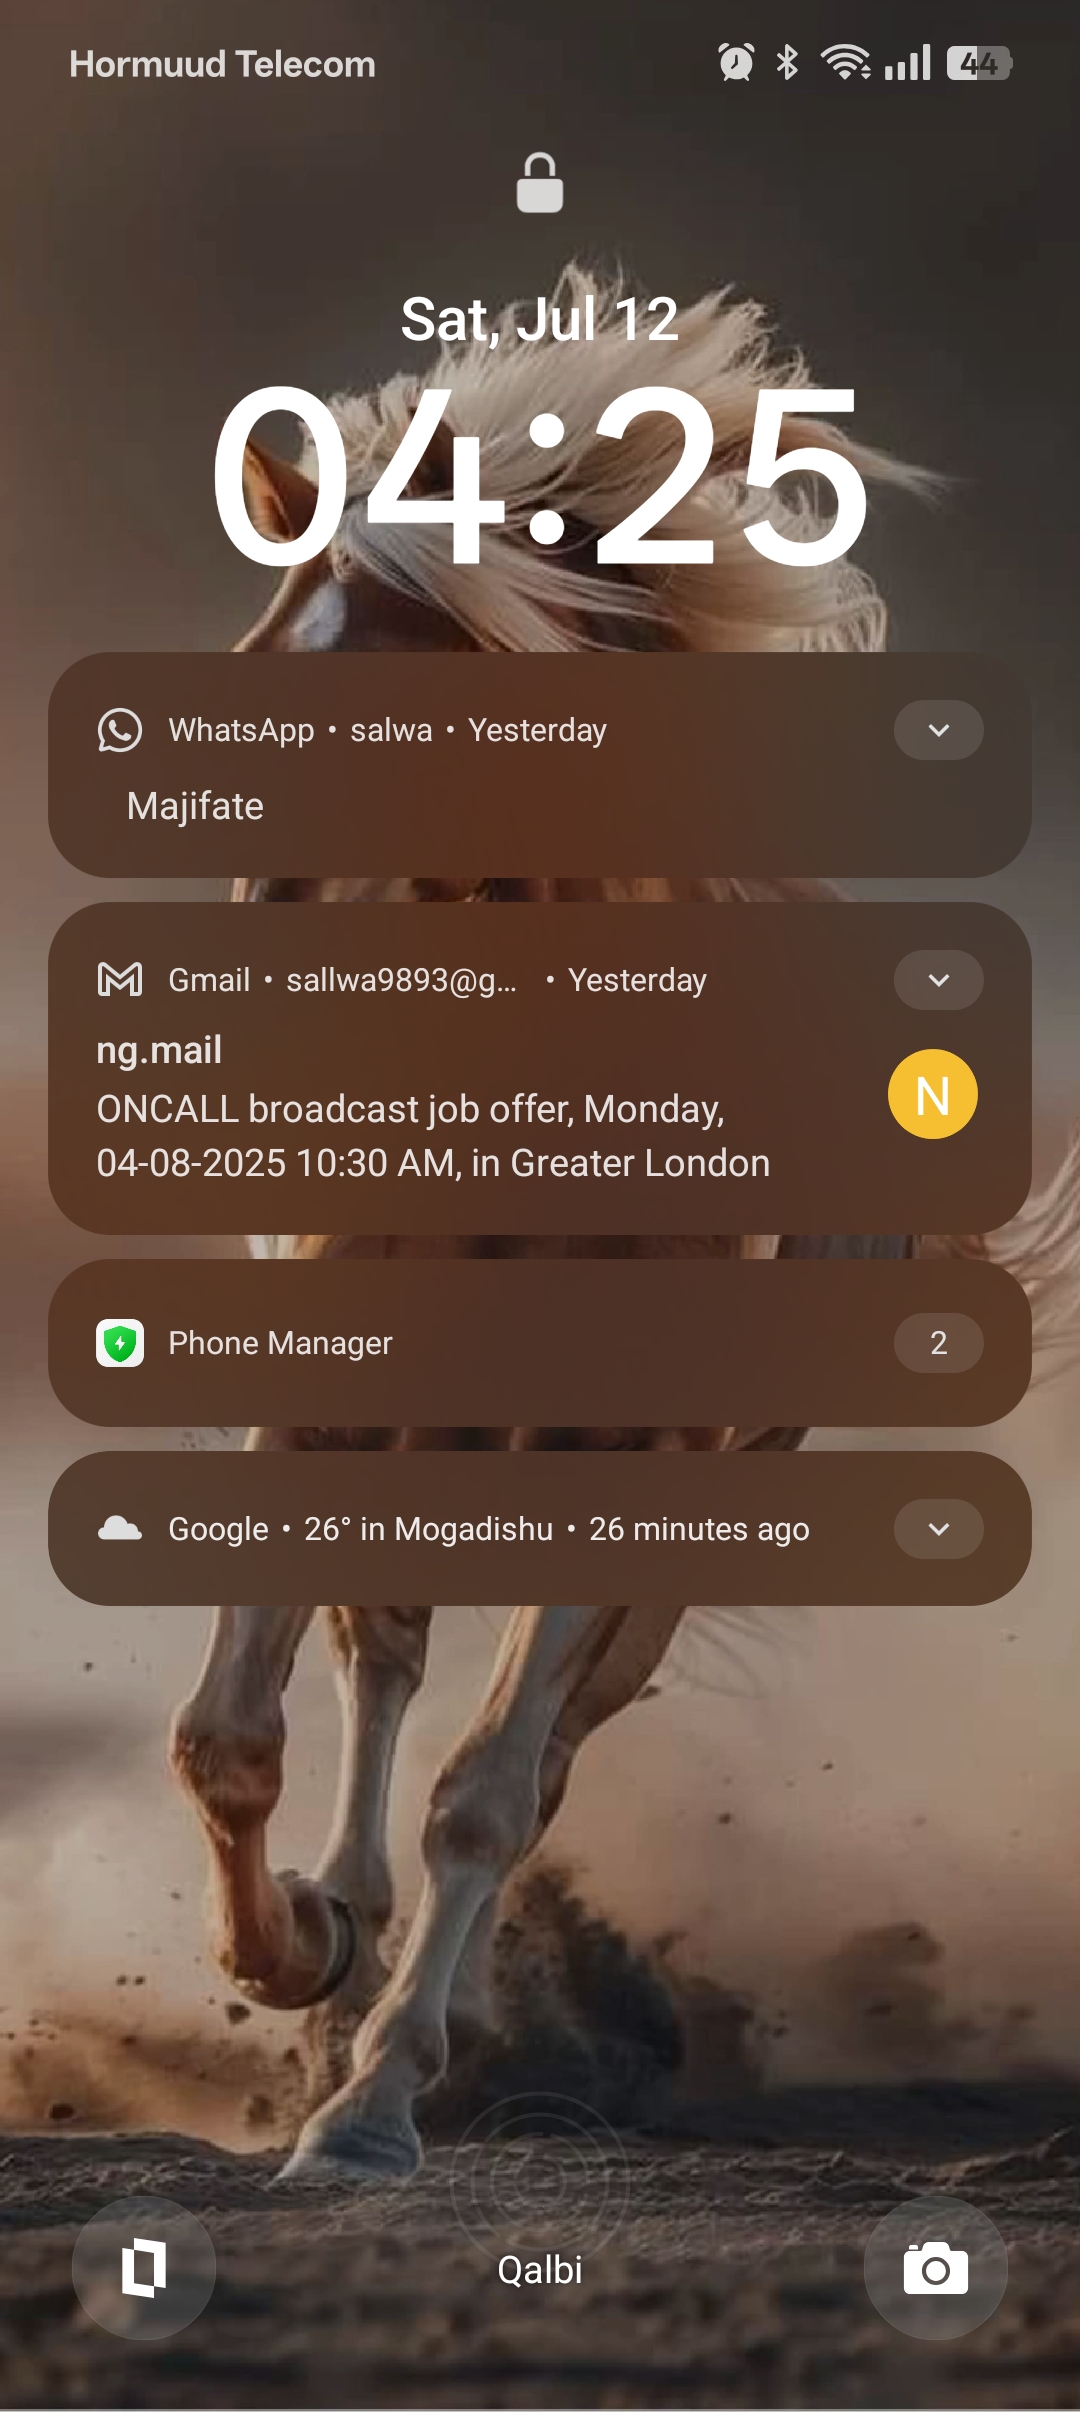 Hormuud Telecom
44
Sat, Jul 12
04:25
WhatsApp • salwa • Yesterday
Majifate
Gmail • sallwa9893@g... • Yesterday
ng.mail
N
ONCALL broadcast job offer, Monday,
04-08-2025 10:30 AM, in Greater London
Phone Manager
2
Google • 26° in Mogadishu • 26 minutes ago
Qalbi